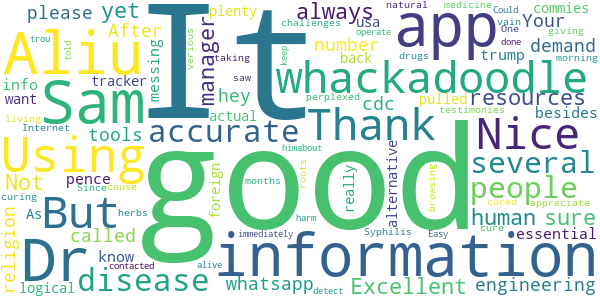 please yet plenty It always app Could natural medicine
After challenges usa One
Aliu messing manager number Your vain done giving
info tracker hey back demand commies morning
want whackadoodle operate
Sam told verious keep taking saw trump drugs trou
tools cdc pulled resources
accurate actual Thank perplexed besides
living Internet testimonies
Using good Nice
Not But foreign himabout alternative several
religion pence months really roots browsing people cured
curing Since cause harm human sure
As called know herbs immediately appreciate
Dr information essential
logical disease contacted whatsapp alive Syphilis Excellent Easy cure engineering
detect